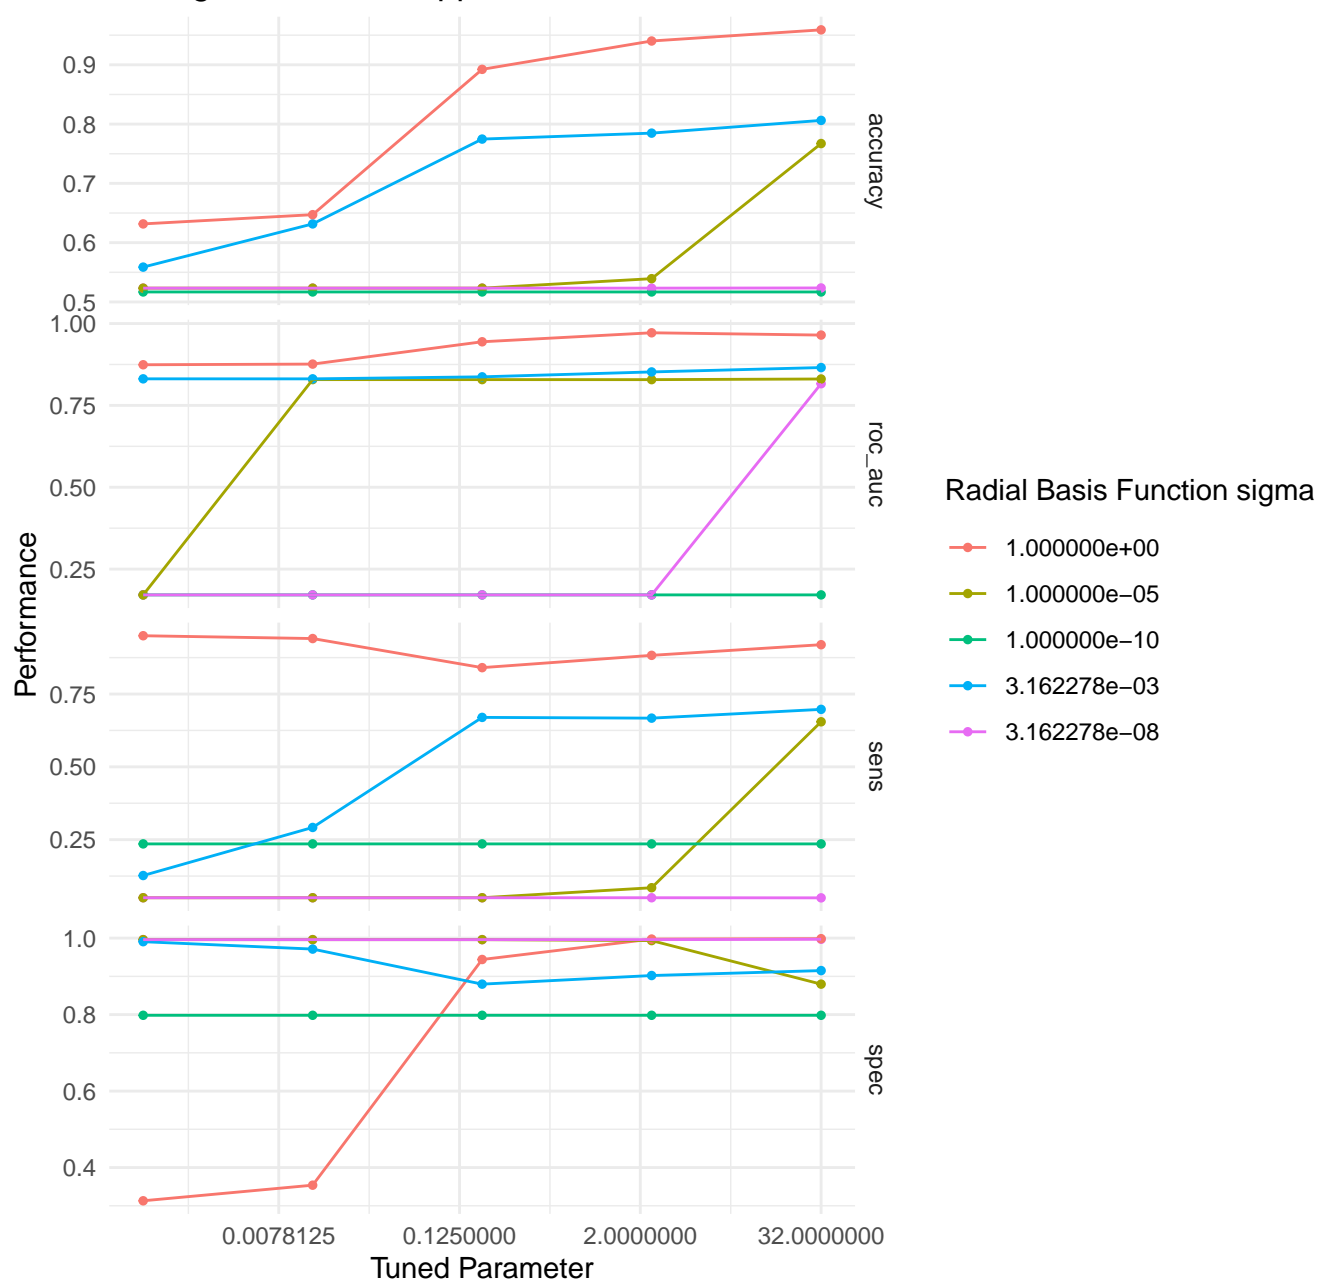 0.9
0.8
0.7
0.6
0.5
accuracy
1.00
0.75
0.50
0.25
roc_auc
0.75
0.50
0.25
sens
1.0
0.8
0.6
0.4
spec
0.0078125
0.1250000
2.0000000
32.0000000
Tuned Parameter
Performance
Radial Basis Function sigma
1.000000e+00
1.000000e−05
1.000000e−10
3.162278e−03
3.162278e−08